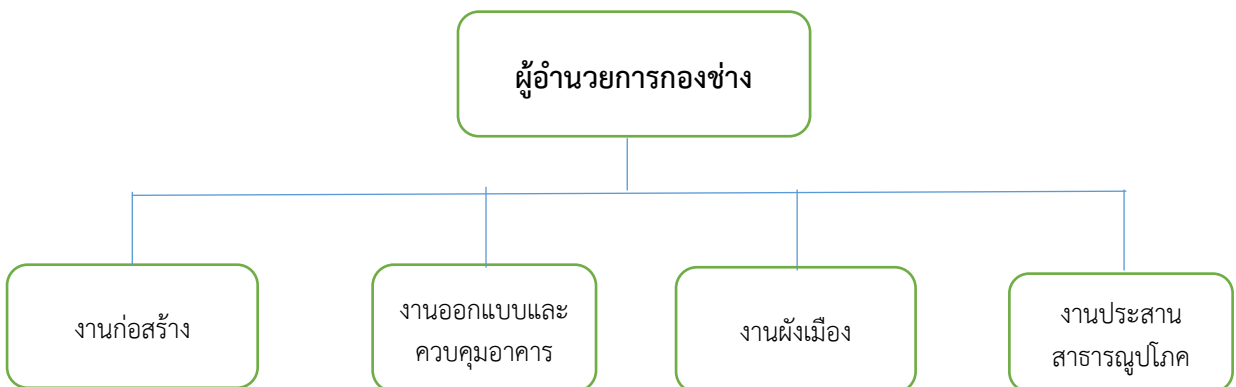 ผู้อำนวยการกองช่าง
งานก่อสร้าง
งานออกแบบและ
ควบคุมอาคาร
งานผังเมือง
งานประสาน
สาธารณูปโภค